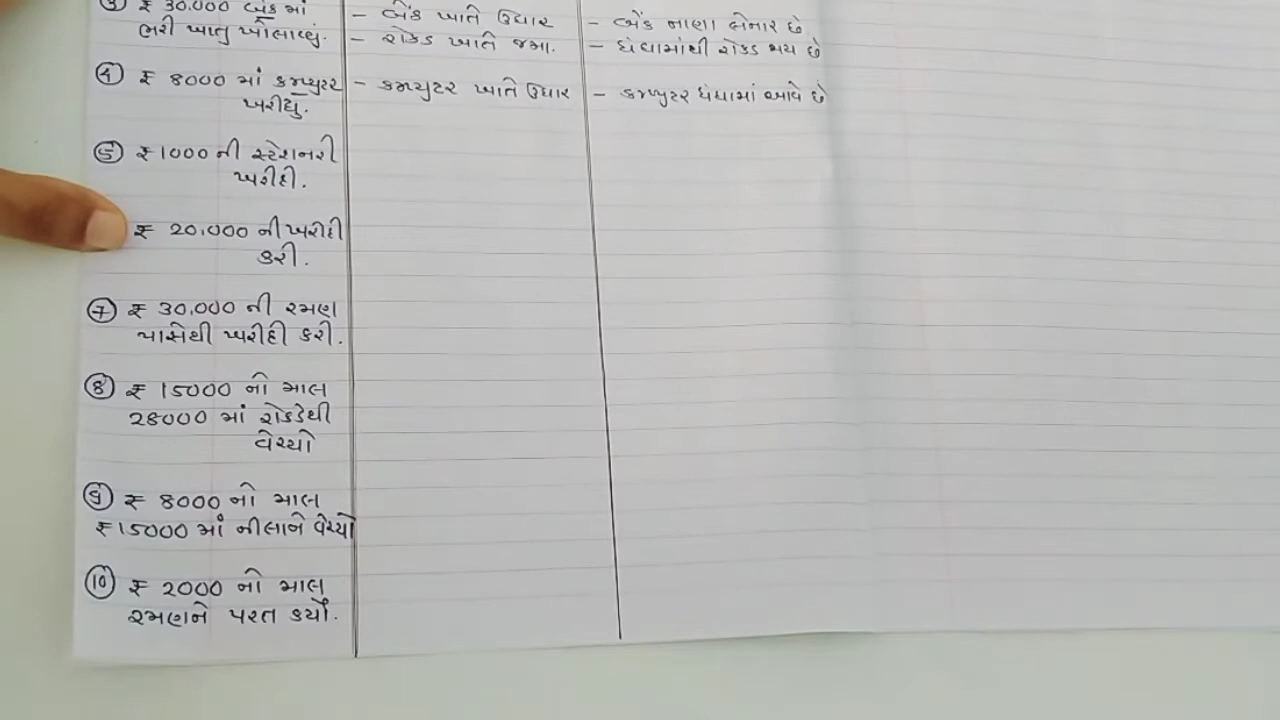 ③ ₹ 30.000 બેંક માં
ભરી ખાતુ ખોલાવ્યું.
- બેંક ખાતે ઉધાર
- રોકડ ખાતે જમા.
- બેંક નાણા લેનાર છે
- ધંધામાંથી રોકડ જાય છે
④ ₹ 8000 માં કમ્પ્યુટર
ખરીદ્યુ.
- કમ્પ્યુટર ખાતે ઉધાર
- કમ્પ્યુટર ધંધામાં આવે છે
⑤ ₹1000 ની સ્ટેશનરી
ખરીદી.
₹ 20.000 ની ખરીદી
કરી.
⑦ ₹ 30.000 ની રમણ
પાસેથી ખરીદી કરી.
⑧ ₹ 15000 નો માલ
28000 માં રોકડેથી
વેચ્યો
⑨ ₹ 8000 નો માલ
₹15000 માં નીલાને વેચ્યો
⑩ ₹ 2000 નો માલ
રમણને પરત કર્યો.